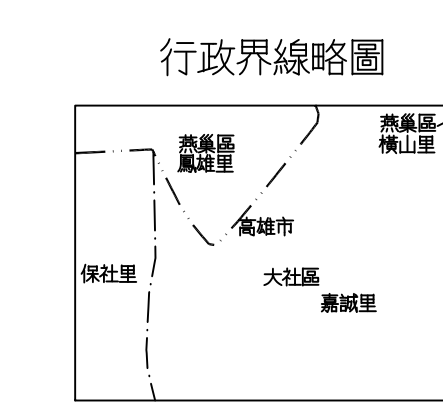 行政界線略圖
燕巢區
橫山里
燕巢區
鳳雄里
高雄市
保社里
大社區
嘉誠里